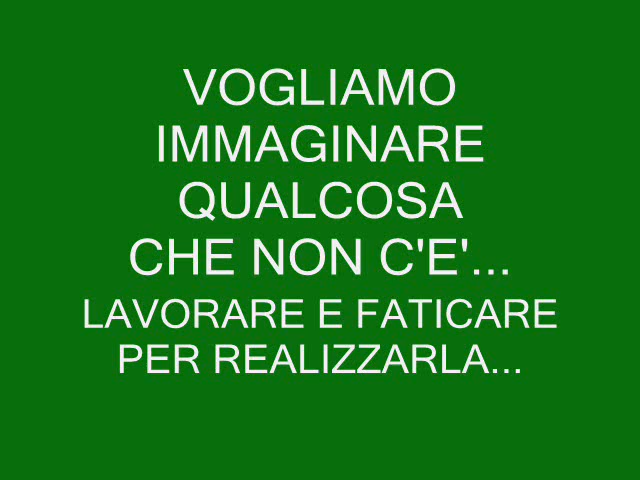 VOGLIAMO
IMMAGINARE
QUALCOSA
CHE NON C'E'...
LAVORARE E FATICARE
PER REALIZZARLA...